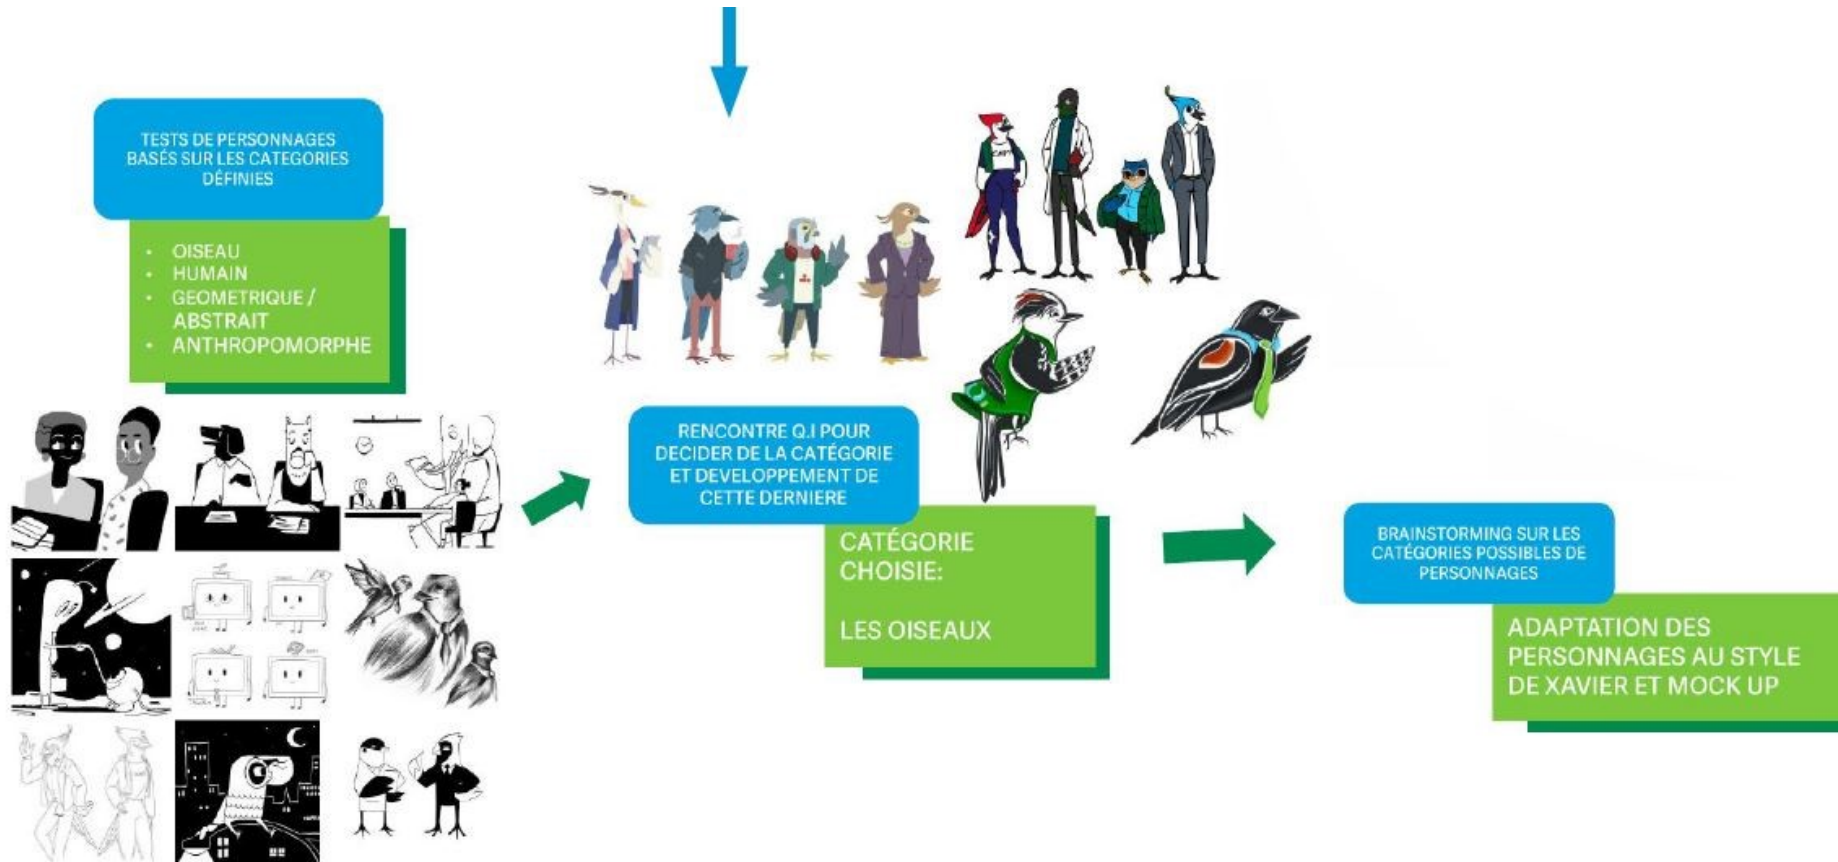 TESTS DE PERSONNAGES
BASÉS SUR LES CATEGORIES
DÉFINIES
• OISEAU
• HUMAIN
• GEOMETRIQUE /
ABSTRAIT
• ANTHROPOMORPHE
RENCONTRE Q.I POUR
DECIDER DE LA CATÉGORIE
ET DEVELOPPEMENT DE
CETTE DERNIERE
CATÉGORIE
CHOISIE:
LES OISEAUX
BRAINSTORMING SUR LES
CATÉGORIES POSSIBLES DE
PERSONNAGES
ADAPTATION DES
PERSONNAGES AU STYLE
DE XAVIER ET MOCK UP